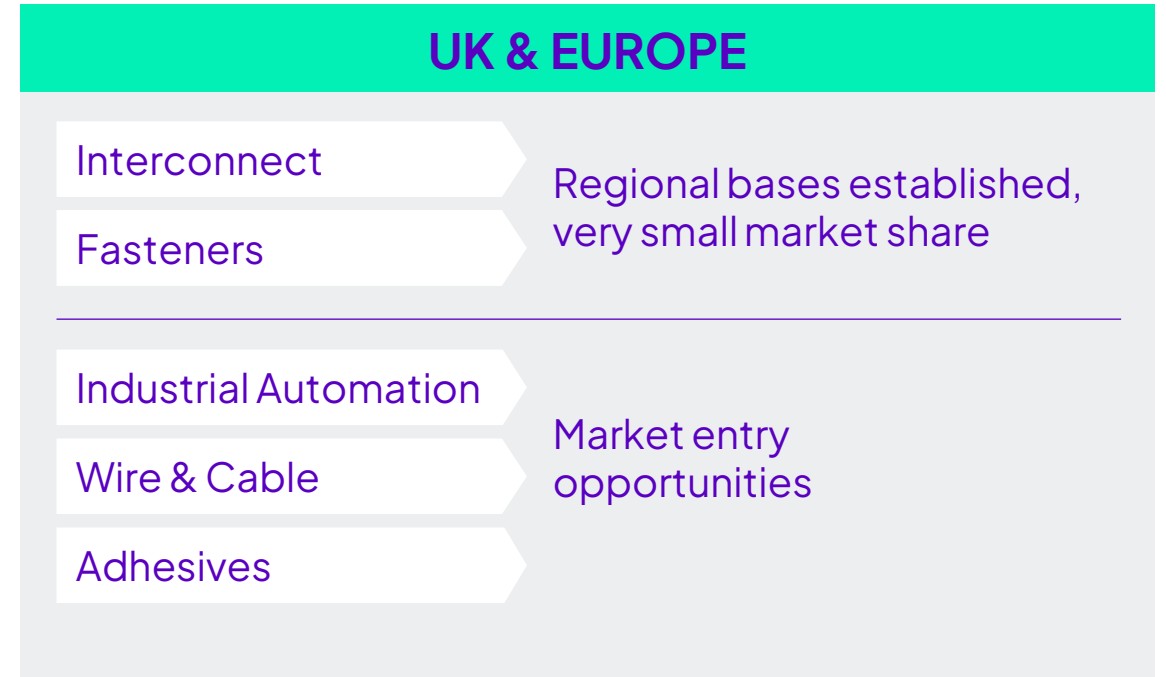 UK & EUROPE
Interconnect
Fasteners
Regional bases established,
very small market share
Industrial Automation
Wire & Cable
Adhesives
Market entry
opportunities